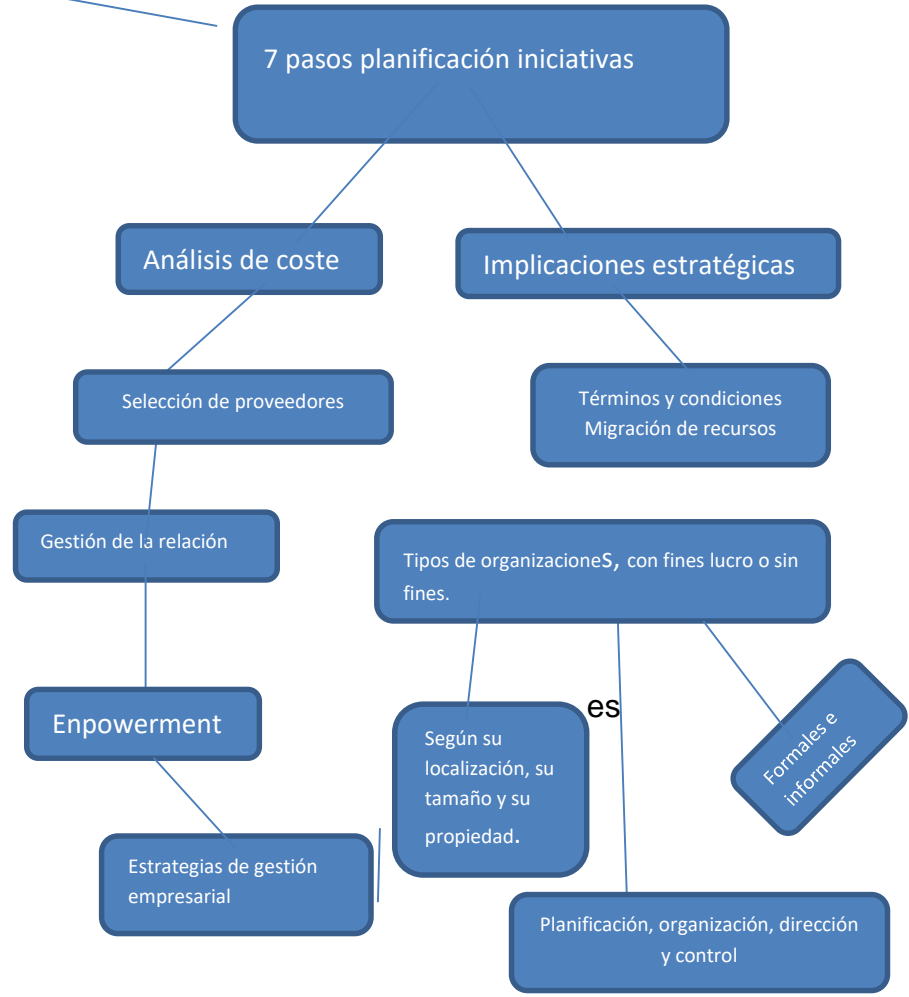 7 pasos planificación iniciativas
Análisis de coste
Implicaciones estratégicas
Selección de proveedores
Términos y condiciones
Migración de recursos
Gestión de la relación
Tipos de organizaciones, con fines lucro o sin
fines.
Enpowerment
es
Según su
localización, su
tamaño y su
propiedad.
Formales e
informales
Estrategias de gestión
empresarial
Planificación, organización, dirección
y control